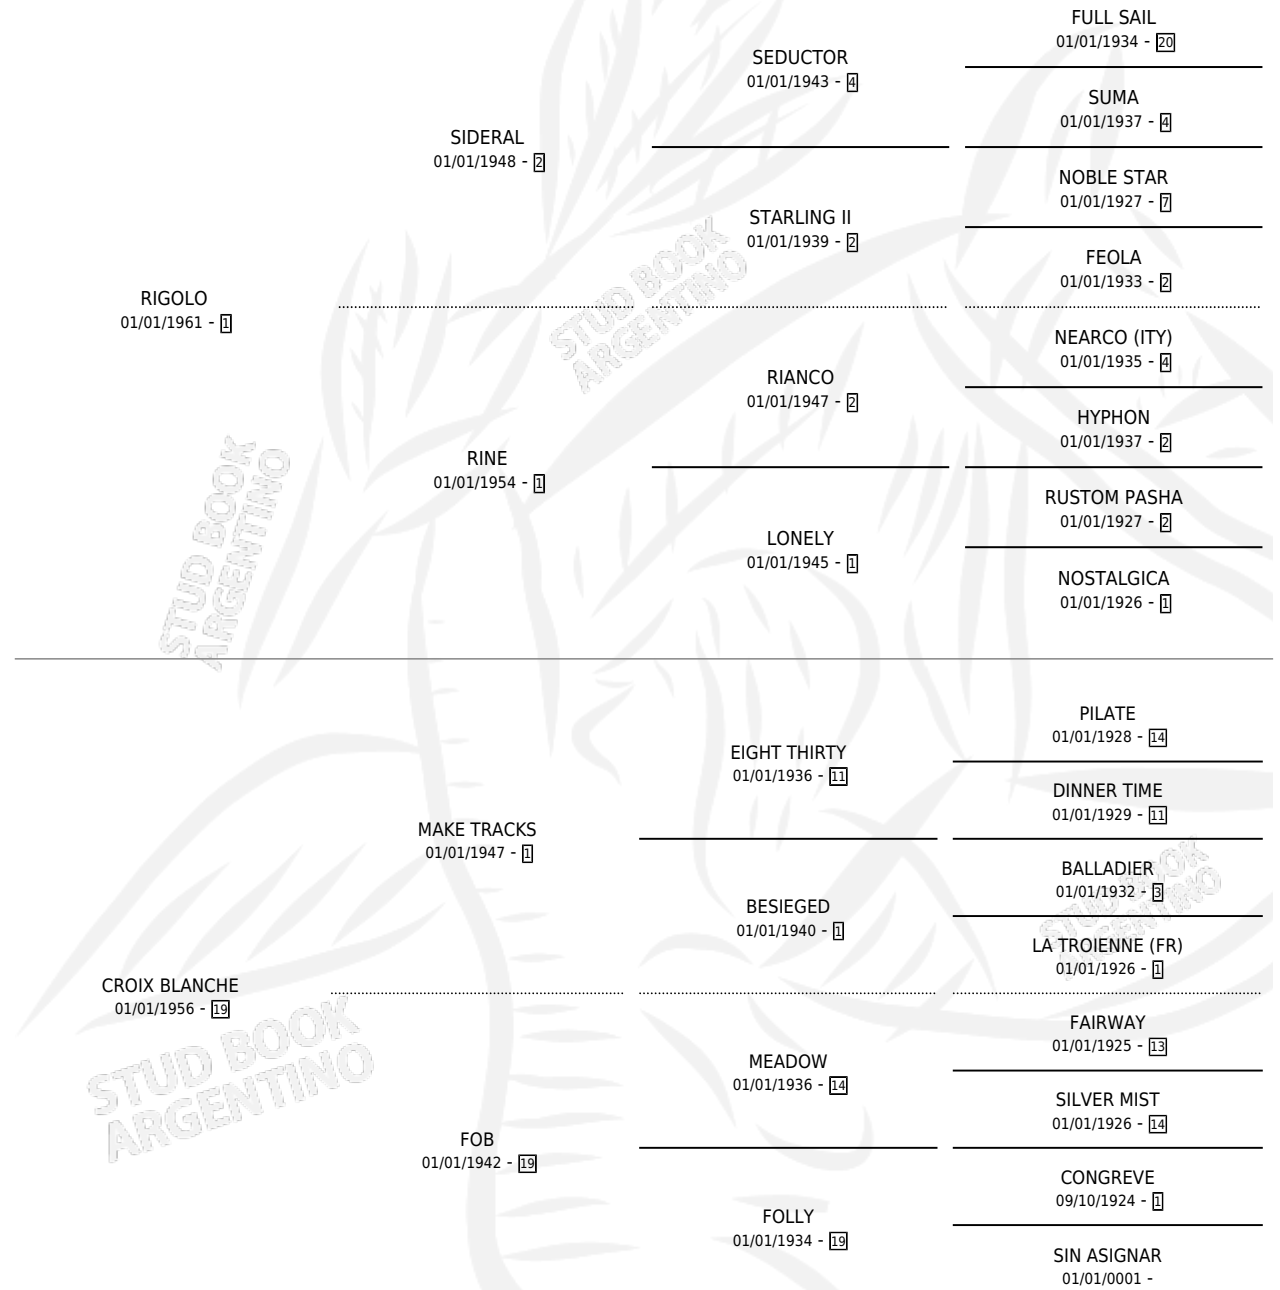 FULL SAIL
01/01/1934 - 20
SEDUCTOR
01/01/1943 - 4
SUMA
01/01/1937 - 4
SIDERAL
01/01/1948 - 2
NOBLE STAR
01/01/1927 - 7
STARLING II
01/01/1939 - 2
FEOLA
01/01/1933 - 2
RIGOLO
01/01/1961 - 1
NEARCO (ITY)
01/01/1935 - 4
RIANCO
01/01/1947 - 2
HYPHON
01/01/1937 - 2
RINE
01/01/1954 - 1
RUSTOM PASHA
01/01/1927 - 2
LONELY
01/01/1945 - 1
NOSTALGICA
01/01/1926 - 1
STUD BOOK
ARGENTINO
STUD BOOK
ARGENTINO
PILATE
01/01/1928 - 14
EIGHT THIRTY
01/01/1936 - 11
DINNER TIME
01/01/1929 - 11
MAKE TRACKS
01/01/1947 - 1
BALLADIER
01/01/1932 - 3
BESIEGED
01/01/1940 - 1
LA TROIENNE (FR)
01/01/1926 - 1
CROIX BLANCHE
01/01/1956 - 19
FAIRWAY
01/01/1925 - 13
MEADOW
01/01/1936 - 14
SILVER MIST
01/01/1926 - 14
FOB
01/01/1942 - 19
CONGREVE
09/10/1924 - 1
FOLLY
01/01/1934 - 19
SIN ASIGNAR
01/01/0001 -
STUD BOOK
ARGENTINO
STUD BOOK
ARGENTINO